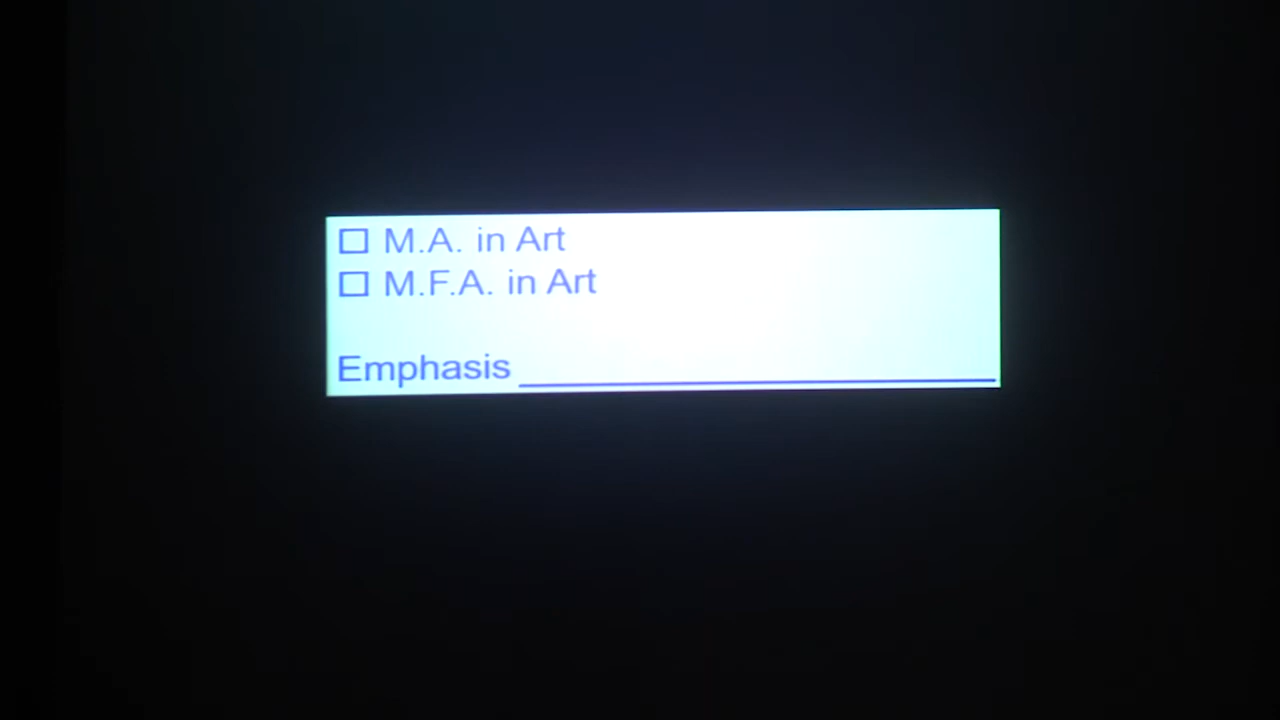 ☐ M.A. in Art
☐ M.F.A. in Art
Emphasis ____________________